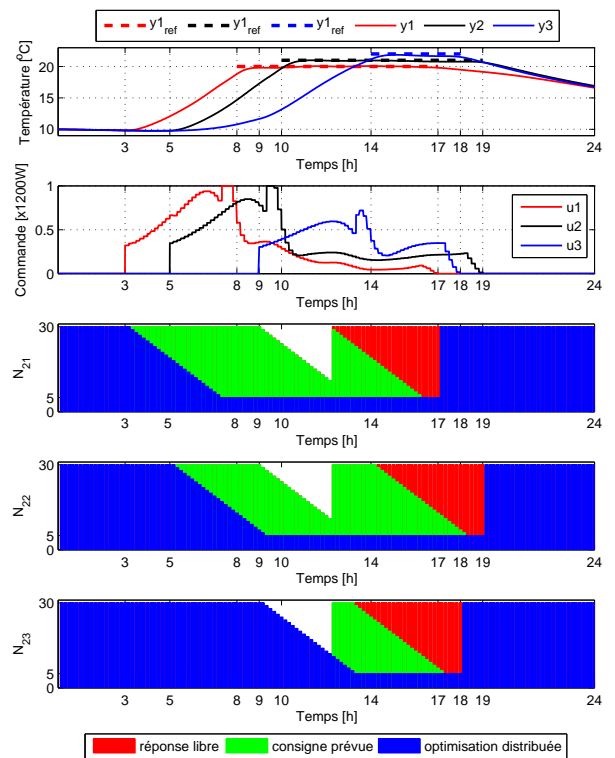 y1ref y1ref y1ref y1 y2 y3
Température [ºC]
20
15
10
3 5 8 9 10 14 17 18 19 24
Temps [h]
Commande [x1200W]
1
0.5
0
u1
u2
u3
3 5 8 9 10 14 17 18 19 24
Temps [h]
N21
30
5
0
3 5 8 9 10 14 17 18 19 24
Temps [h]
N22
30
5
0
3 5 8 9 10 14 17 18 19 24
Temps [h]
N23
30
5
0
3 5 8 9 10 14 17 18 19 24
Temps [h]
réponse libre consigne prévue optimisation distribuée